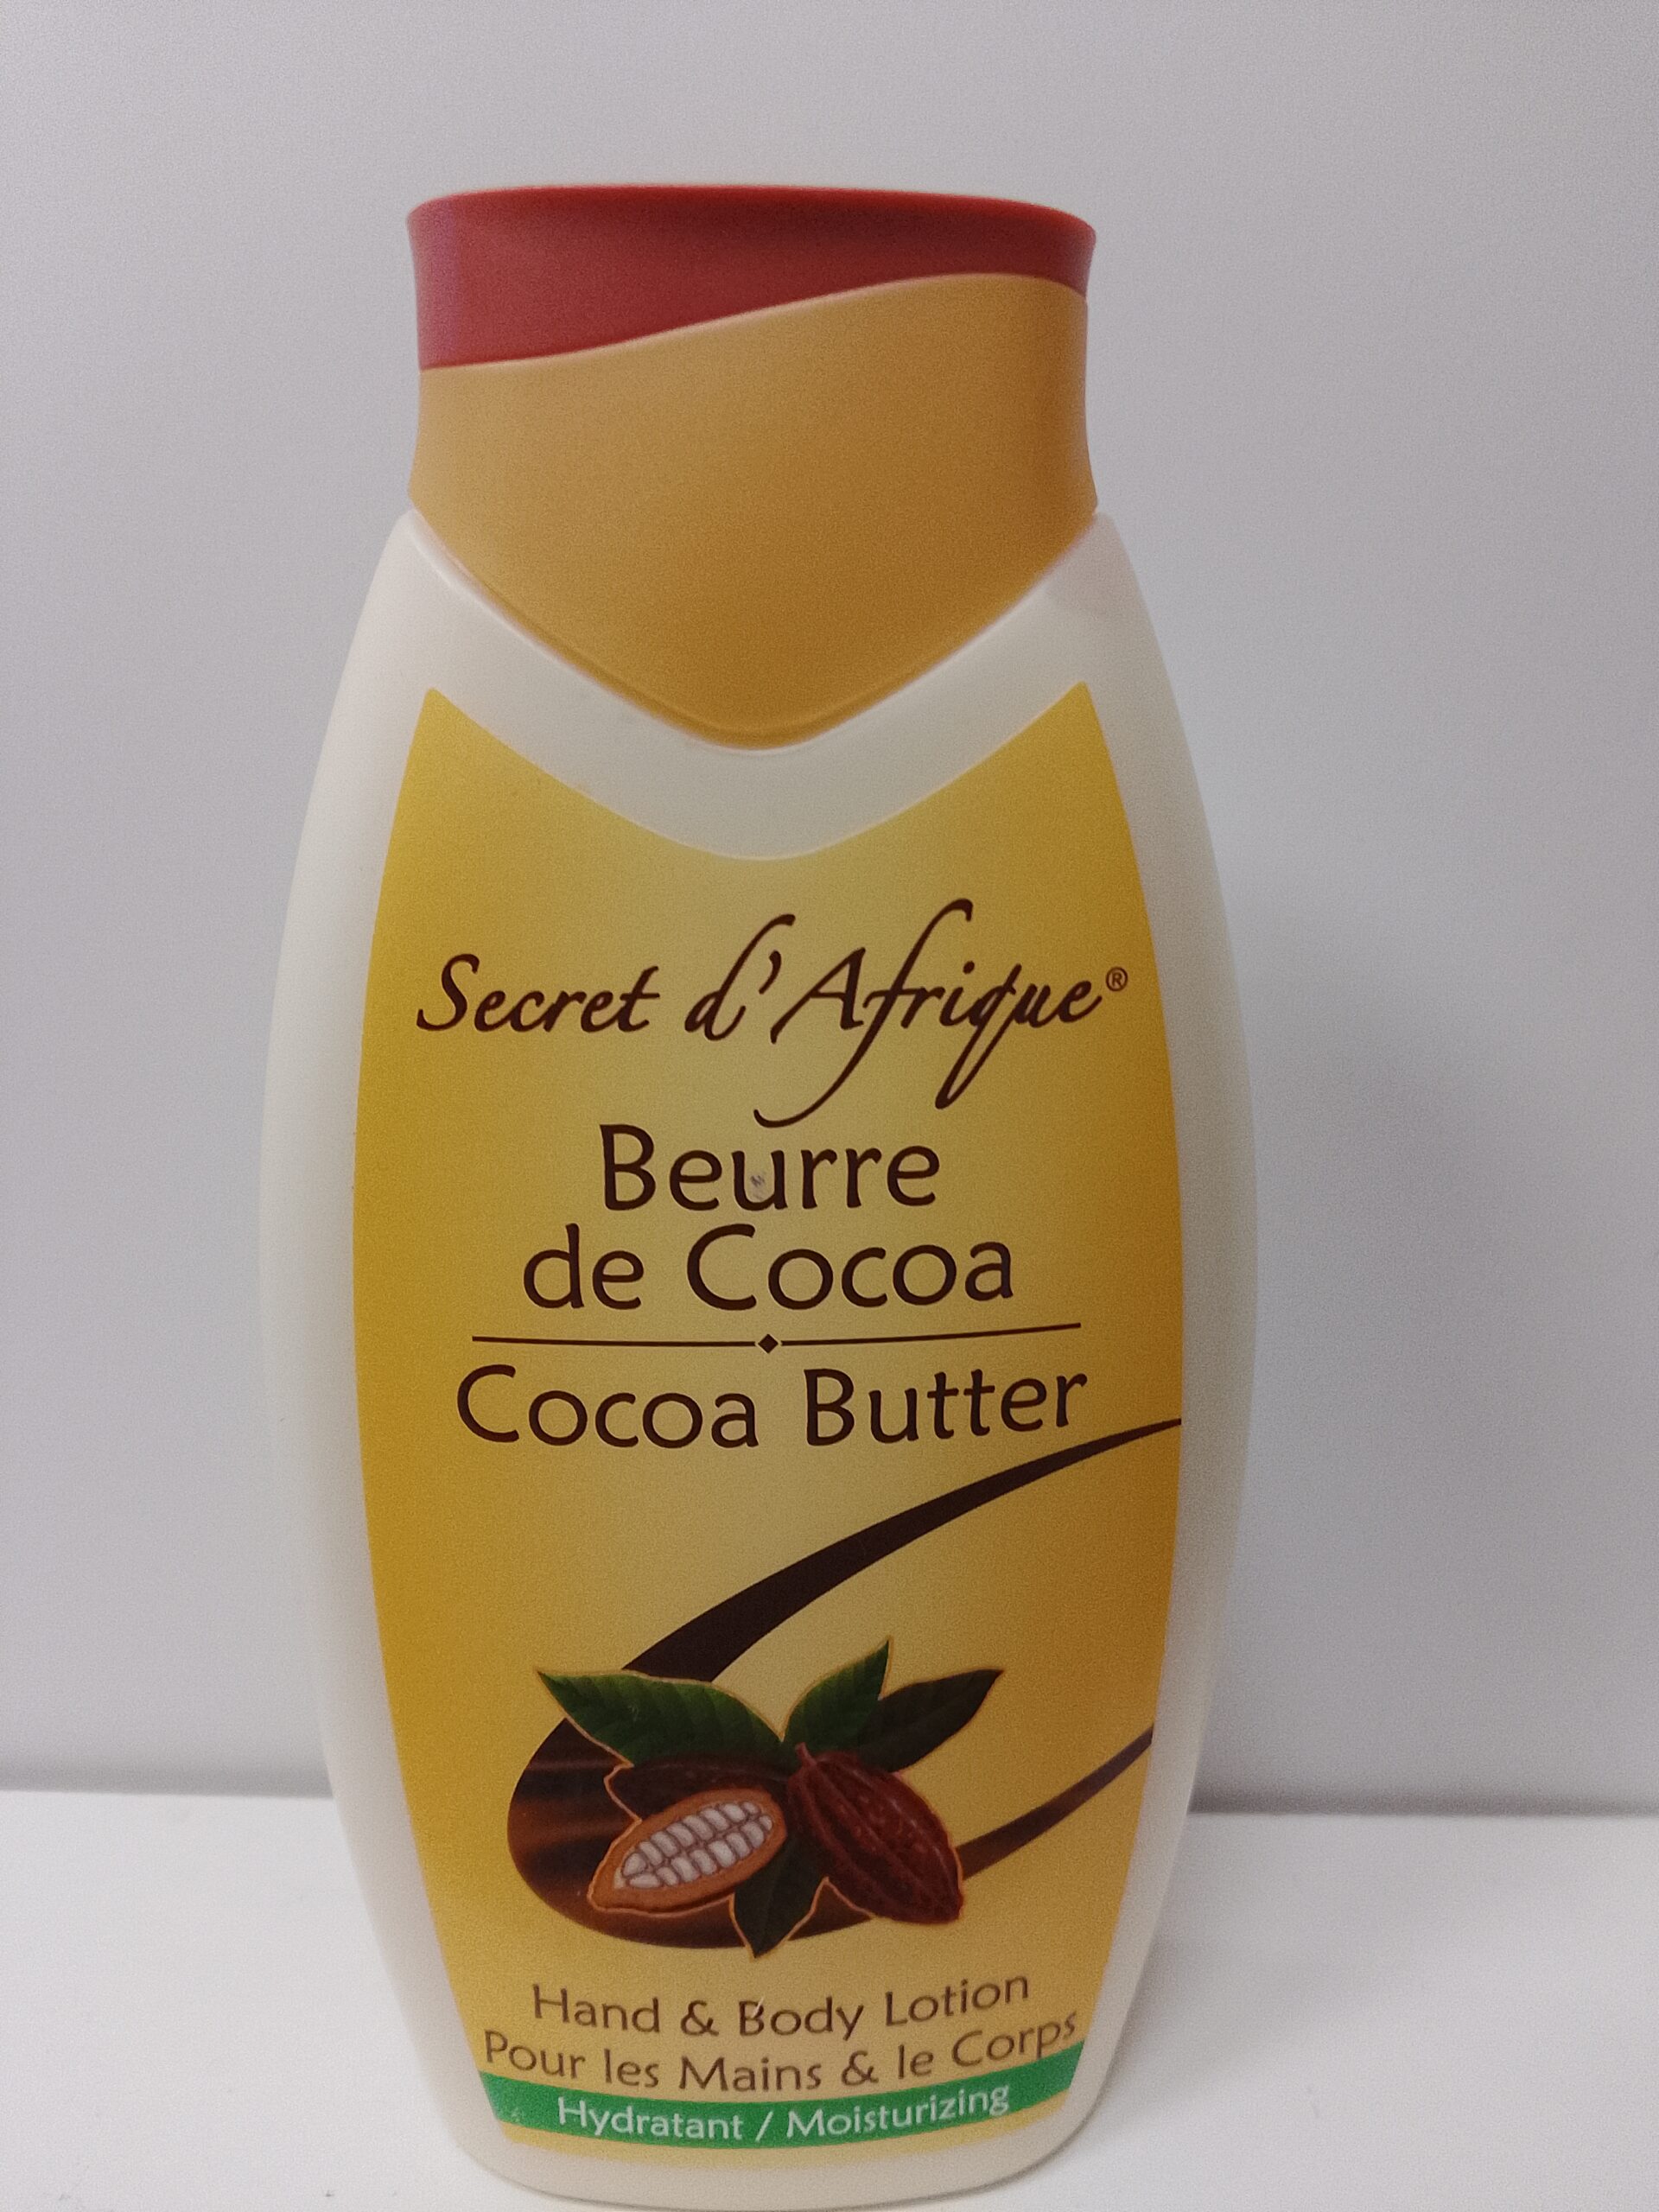 Secret d'Afrique®
Beurre
de Cocoa
Cocoa Butter
Hand & Body Lotion
Pour les Mains & le Corps
Hydratant / Moisturizing